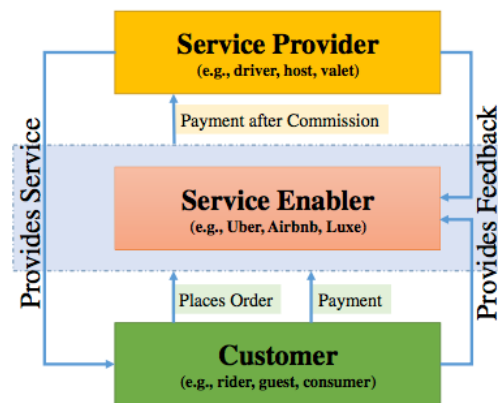 Service Provider
(e.g., driver, host, valet)
Payment after Commission
Provides Service
Service Enabler
(e.g., Uber, Airbnb, Luxe)
Provides Feedback
Places Order
Payment
Customer
(e.g., rider, guest, consumer)